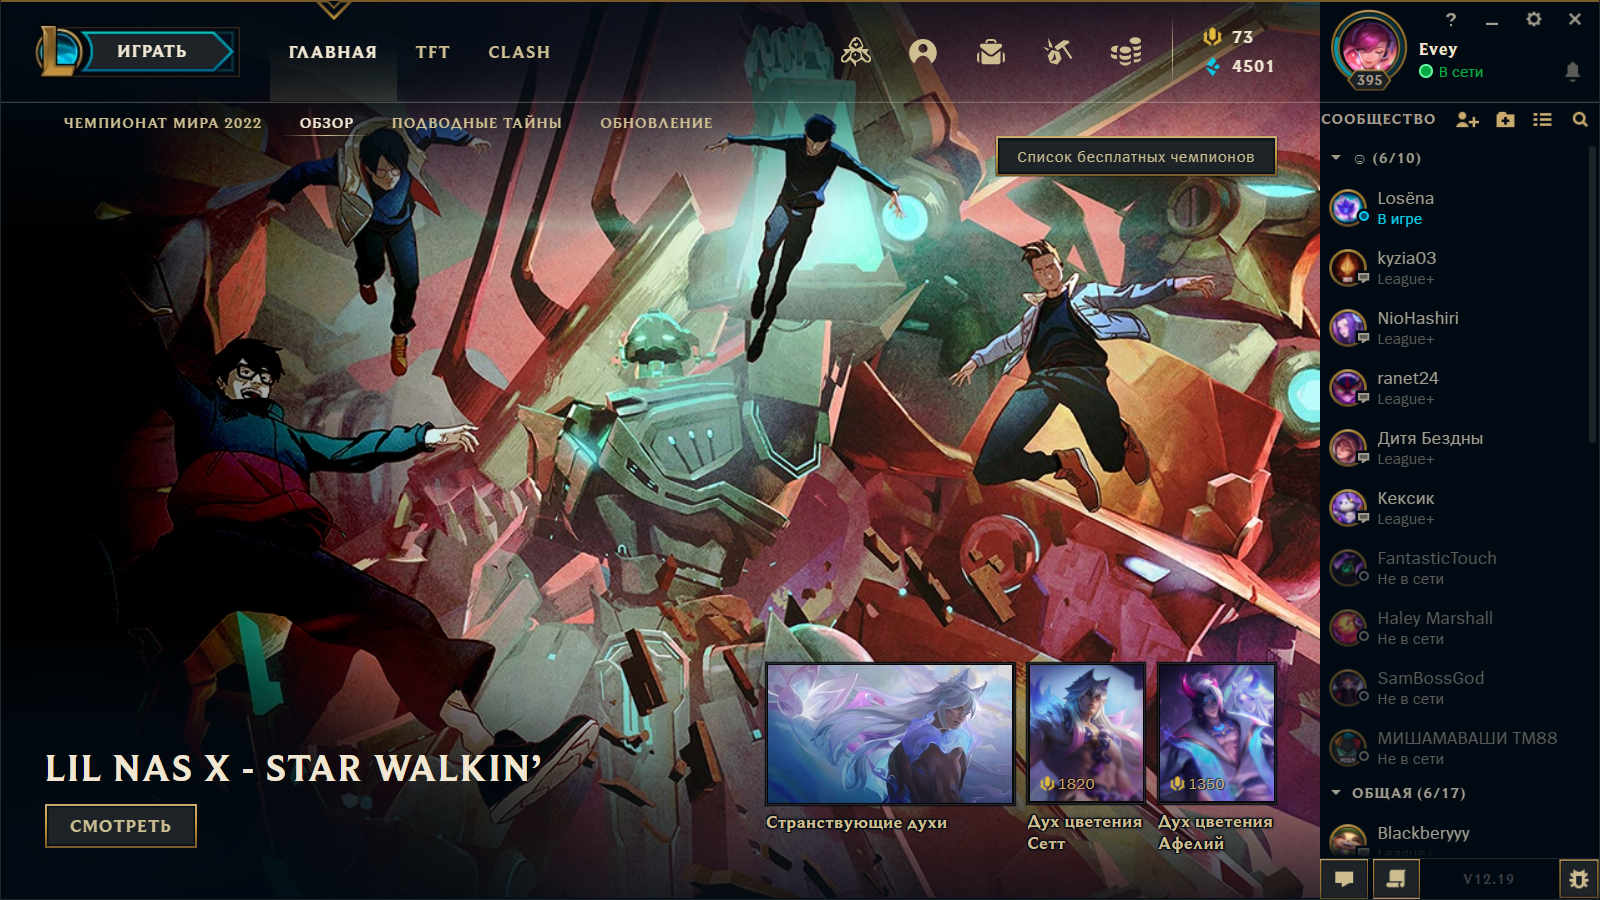 ИГРАТЬ
ГЛАВНАЯ
TFT
CLASH
73
4501
ЧЕМПИОНАТ МИРА 2022
ОБЗОР
ПОДВОДНЫЕ ТАЙНЫ
ОБНОВЛЕНИЕ
Список бесплатных чемпионов
LIL NAS X - STAR WALKIN’
СМОТРЕТЬ
Странствующие духи
1820
Дух цветения
Сетт
1350
Дух цветения
Афелий
?
395
Evey
В сети
СООБЩЕСТВО
☺ (6/10)
Losëna
В игре
kyzia03
League+
NioHashiri
League+
ranet24
League+
Дитя Бездны
League+
Кексик
League+
FantasticTouch
Не в сети
Haley Marshall
Не в сети
SamBossGod
Не в сети
МИШАМАВАШИ ТМ88
Не в сети
ОБЩАЯ (6/17)
Blackberyyy
League+
V12.19